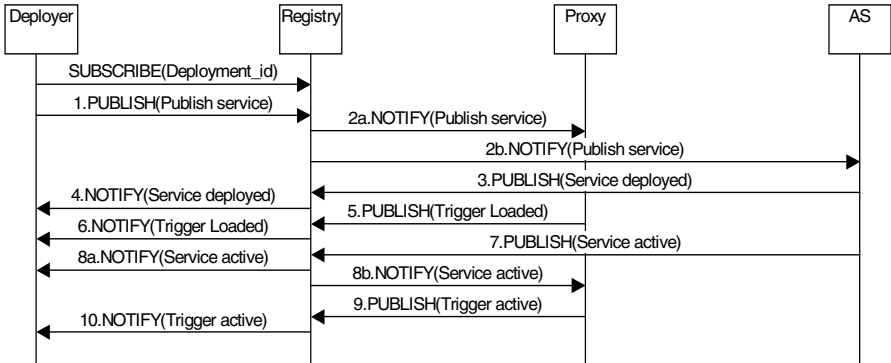 Deployer
Registry
Proxy
AS
SUBSCRIBE(Deployment_id)
1.PUBLISH(Publish service)
2a.NOTIFY(Publish service)
2b.NOTIFY(Publish service)
3.PUBLISH(Service deployed)
4.NOTIFY(Service deployed)
5.PUBLISH(Trigger Loaded)
6.NOTIFY(Trigger Loaded)
7.PUBLISH(Service active)
8a.NOTIFY(Service active)
8b.NOTIFY(Service active)
9.PUBLISH(Trigger active)
10.NOTIFY(Trigger active)